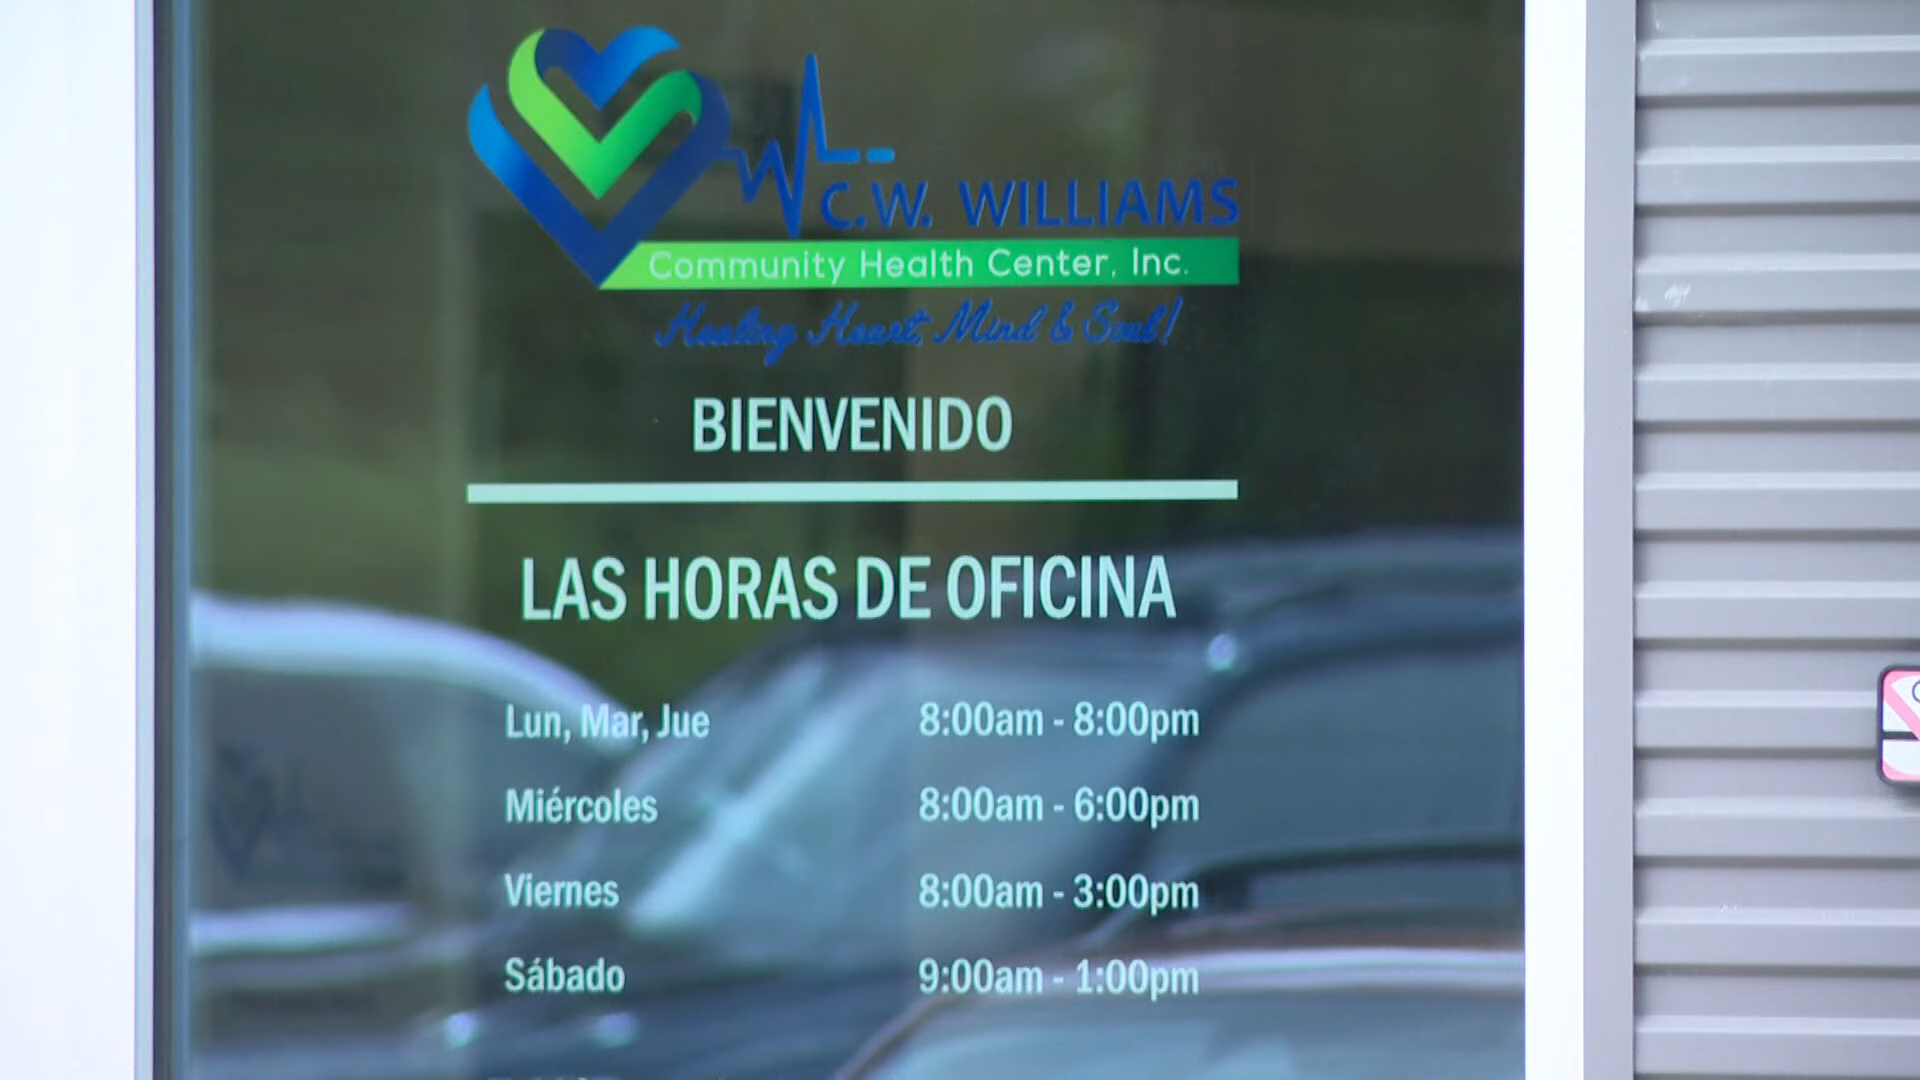 C.W. WILLIAMS
Community Health Center, Inc.
Healing Heart, Mind & Soul!
BIENVENIDO
LAS HORAS DE OFICINA
Lun, Mar, Jue 8:00am - 8:00pm
Miércoles 8:00am - 6:00pm
Viernes 8:00am - 3:00pm
Sábado 9:00am - 1:00pm